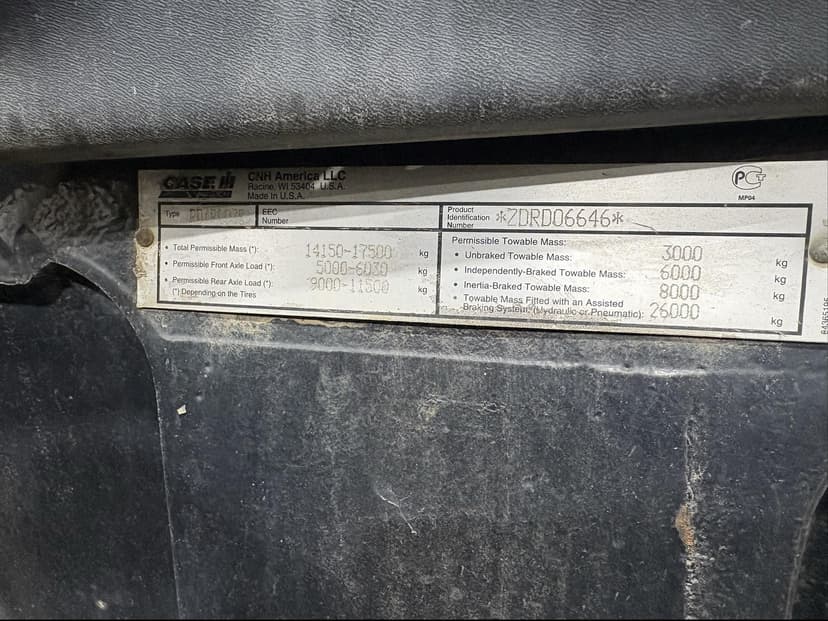 CASE IH
CNH America LLC
Racine, WI 53404 U.S.A.
Made In U.S.A.
PCT
MP04
Type
EEC Number
Product Identification Number *ZDRD06646*
• Total Permissible Mass (*): 14150-17500 kg
• Permissible Front Axle Load (*): 5000-6030 kg
• Permissible Rear Axle Load (*): 9000-11500 kg
(*) Depending on the Tires
Permissible Towable Mass:
• Unbraked Towable Mass: 3000 kg
• Independently-Braked Towable Mass: 6000 kg
• Inertia-Braked Towable Mass: 8000 kg
• Towable Mass Fitted with an Assisted
Braking System: (Hydraulic or Pneumatic): 26000 kg